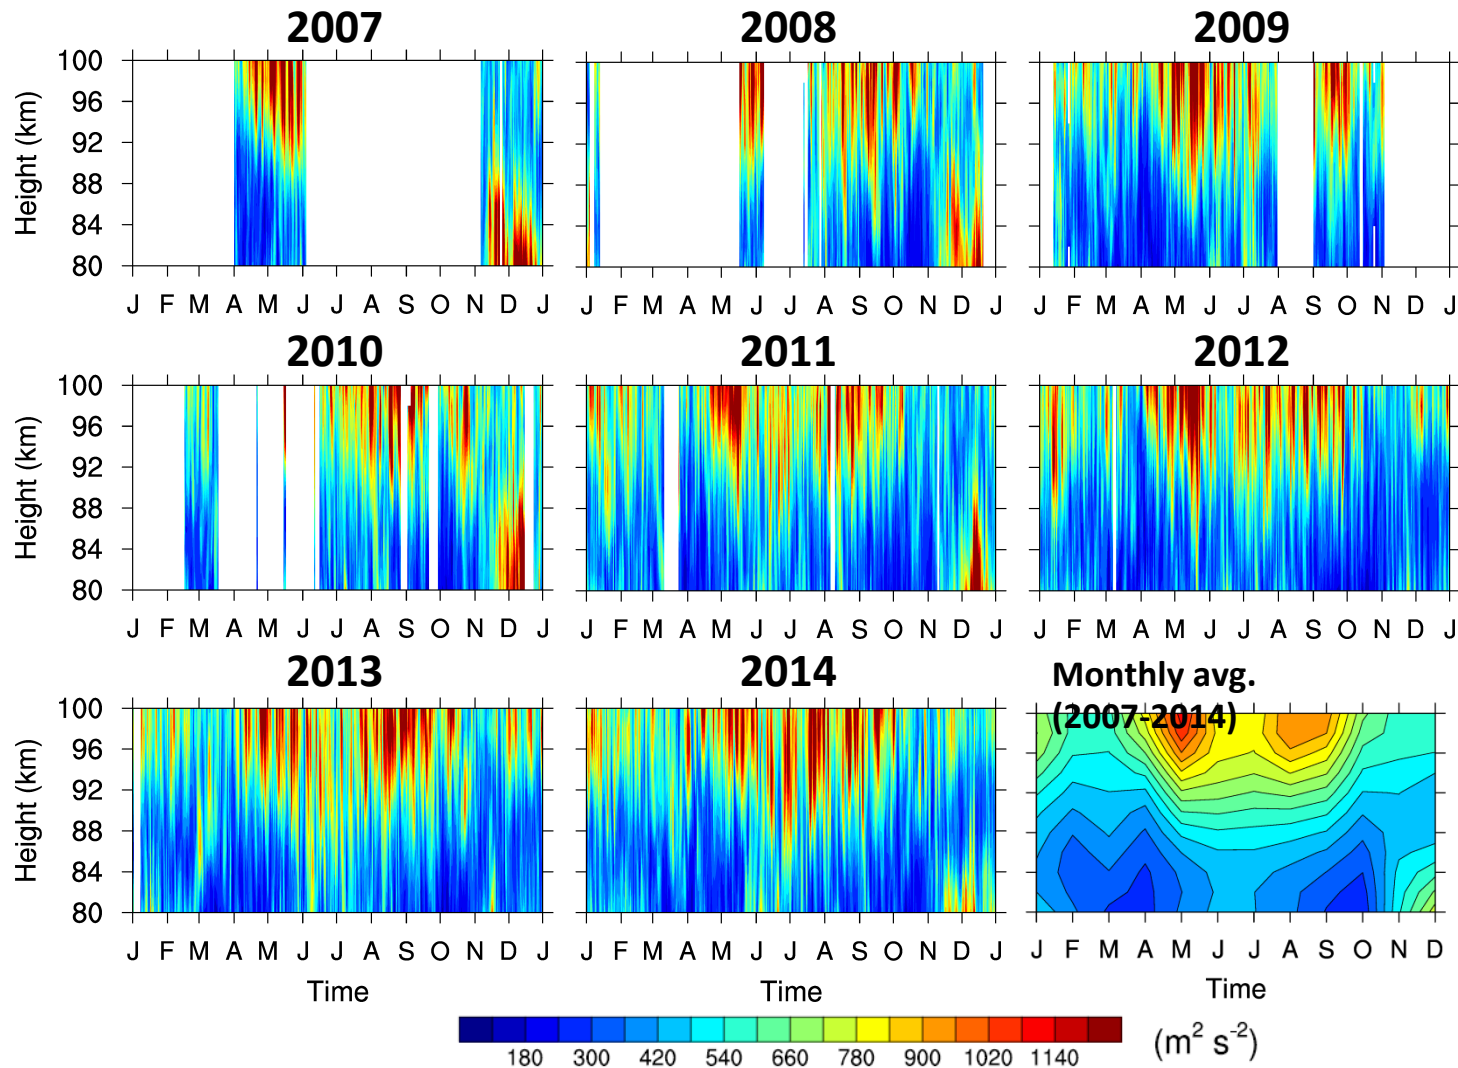 2007 2008 2009
100
96
92
88
84
80
Height (km)
J F M A M J J A S O N D J J F M A M J J A S O N D J J F M A M J J A S O N D J
2010 2011 2012
100
96
92
88
84
80
Height (km)
J F M A M J J A S O N D J J F M A M J J A S O N D J J F M A M J J A S O N D J
2013 2014 Monthly avg.
(2007-2014)
100
96
92
88
84
80
Height (km)
J F M A M J J A S O N D J J F M A M J J A S O N D J J F M A M J J A S O N D
Time Time Time
180 300 420 540 660 780 900 1020 1140 (m² s⁻²)